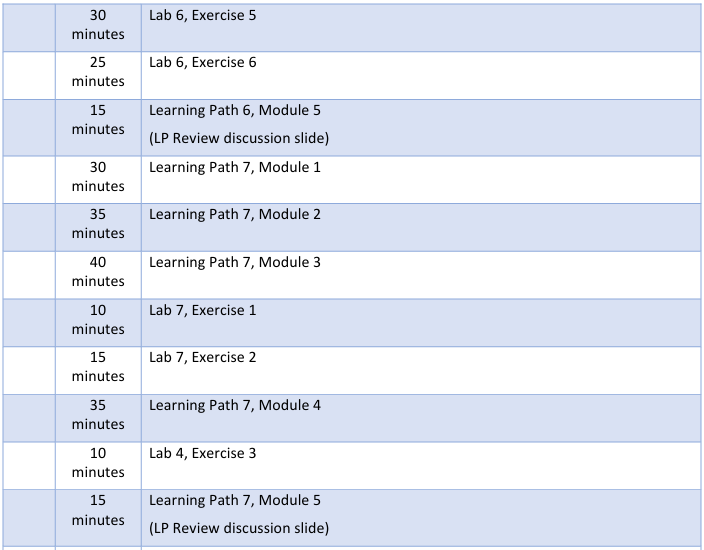 30 Lab 6, Exercise 5
minutes
25 Lab 6, Exercise 6
minutes
15 Learning Path 6, Module 5
minutes (LP Review discussion slide)
30 Learning Path 7, Module 1
minutes
35 Learning Path 7, Module 2
minutes
40 Learning Path 7, Module 3
minutes
10 Lab 7, Exercise 1
minutes
15 Lab 7, Exercise 2
minutes
35 Learning Path 7, Module 4
minutes
10 Lab 4, Exercise 3
minutes
15 Learning Path 7, Module 5
minutes (LP Review discussion slide)